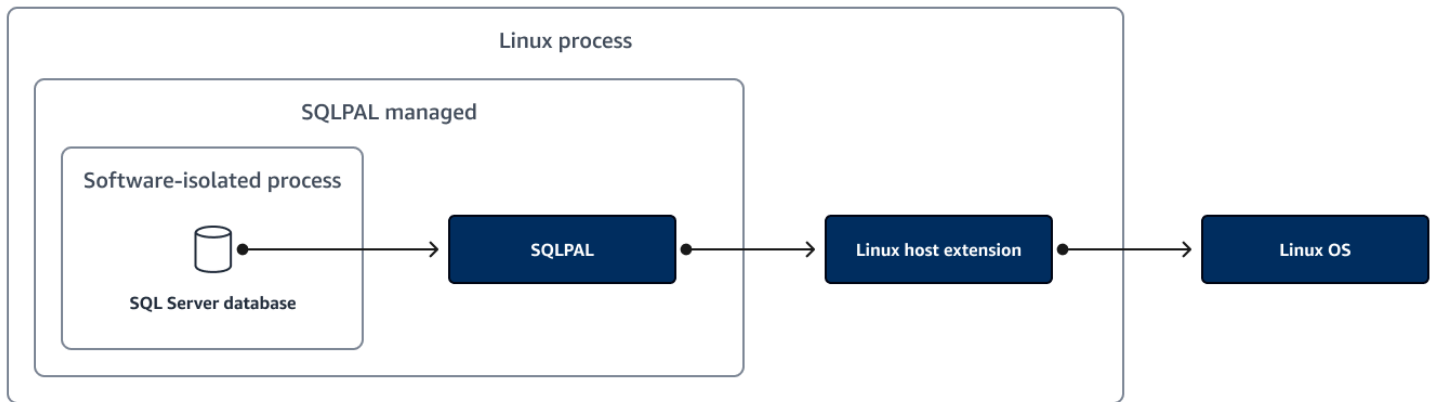 Linux process
SQLPAL managed
Software-isolated process
SQL Server database
SQLPAL
Linux host extension
Linux OS